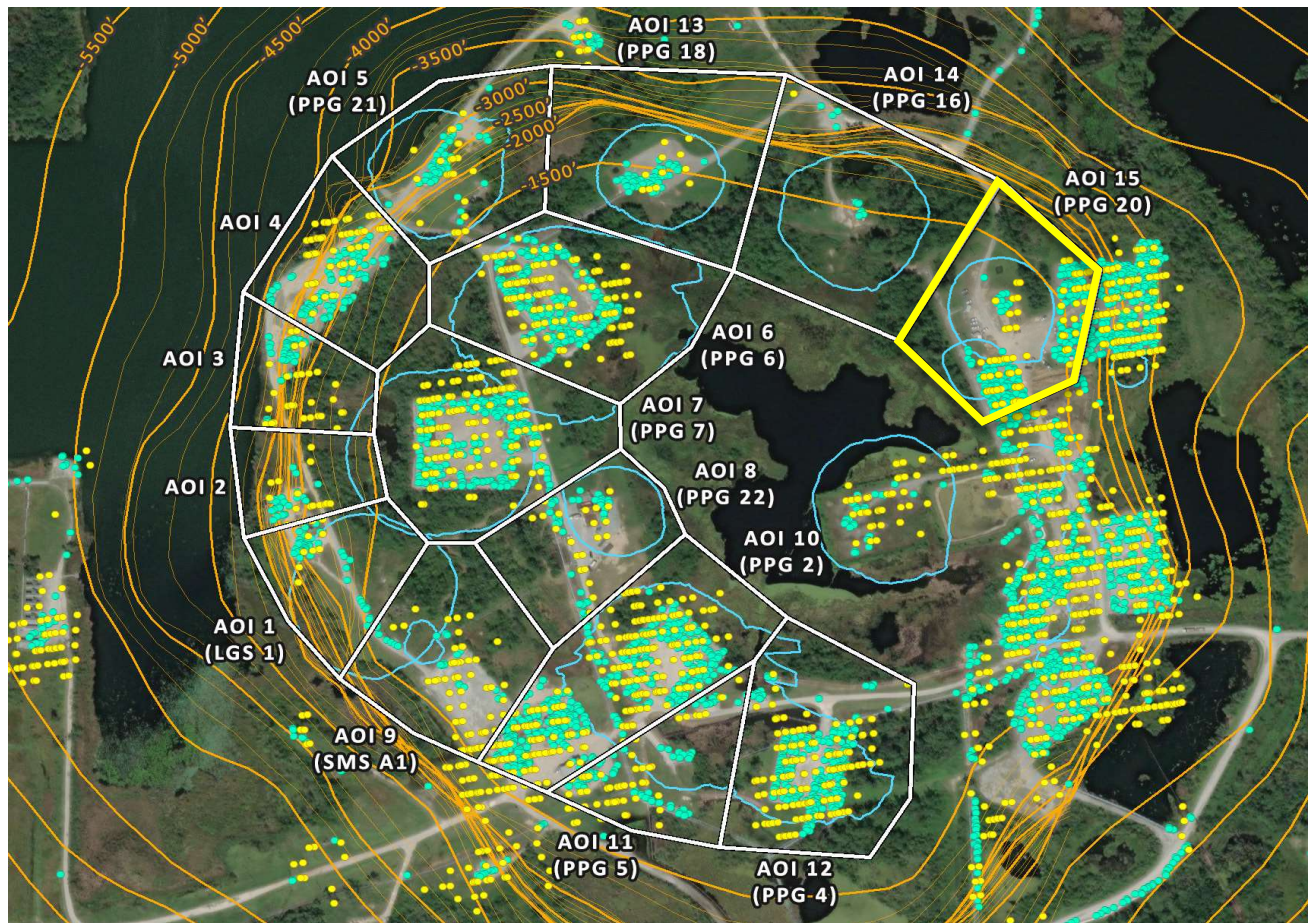 -5500'
-5000'
-4500'
-4000'
-3500'
-3000'
-2500'
-2000'
-1500'
AOI 13
(PPG 18)
AOI 14
(PPG 16)
AOI 5
(PPG 21)
AOI 15
(PPG 20)
AOI 4
AOI 3
AOI 6
(PPG 6)
AOI 7
(PPG 7)
AOI 2
AOI 8
(PPG 22)
AOI 10
(PPG 2)
AOI 1
(LGS 1)
AOI 9
(SMS A1)
AOI 11
(PPG 5)
AOI 12
(PPG 4)